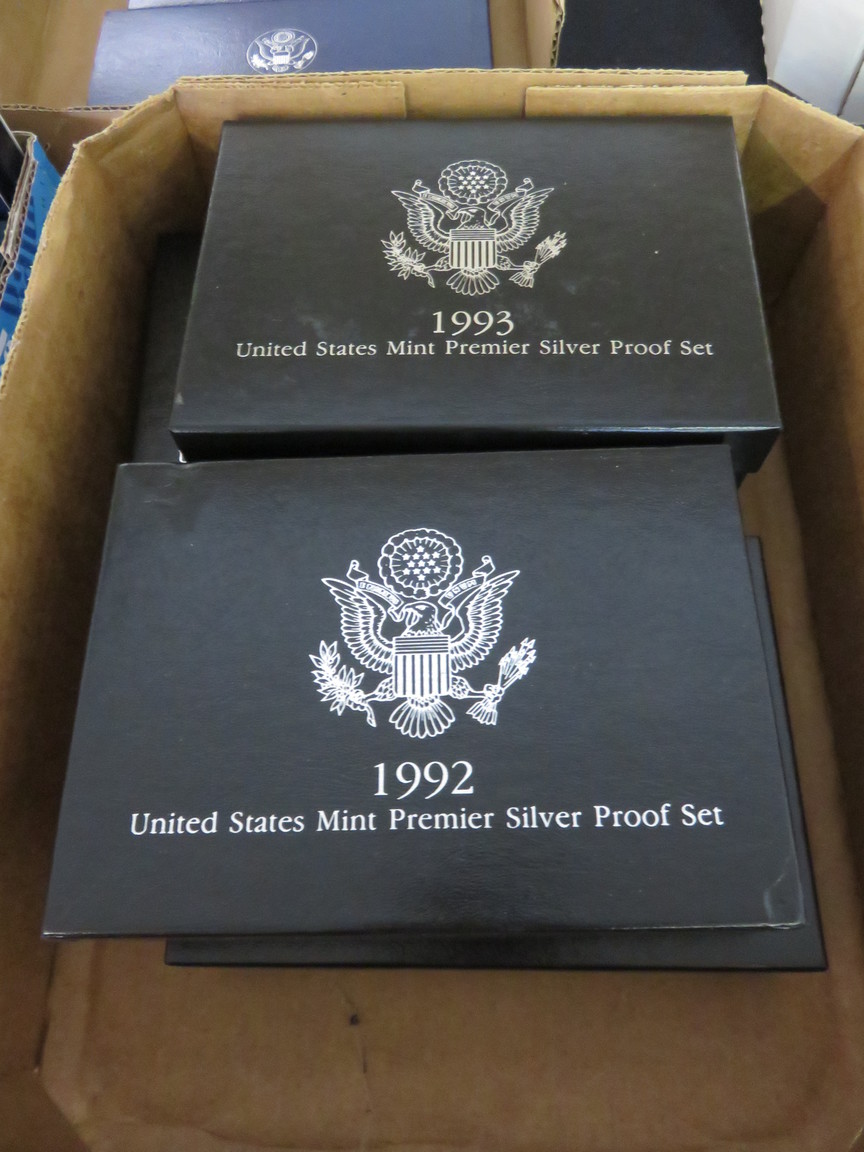 1993
United States Mint Premier Silver Proof Set
1992
United States Mint Premier Silver Proof Set